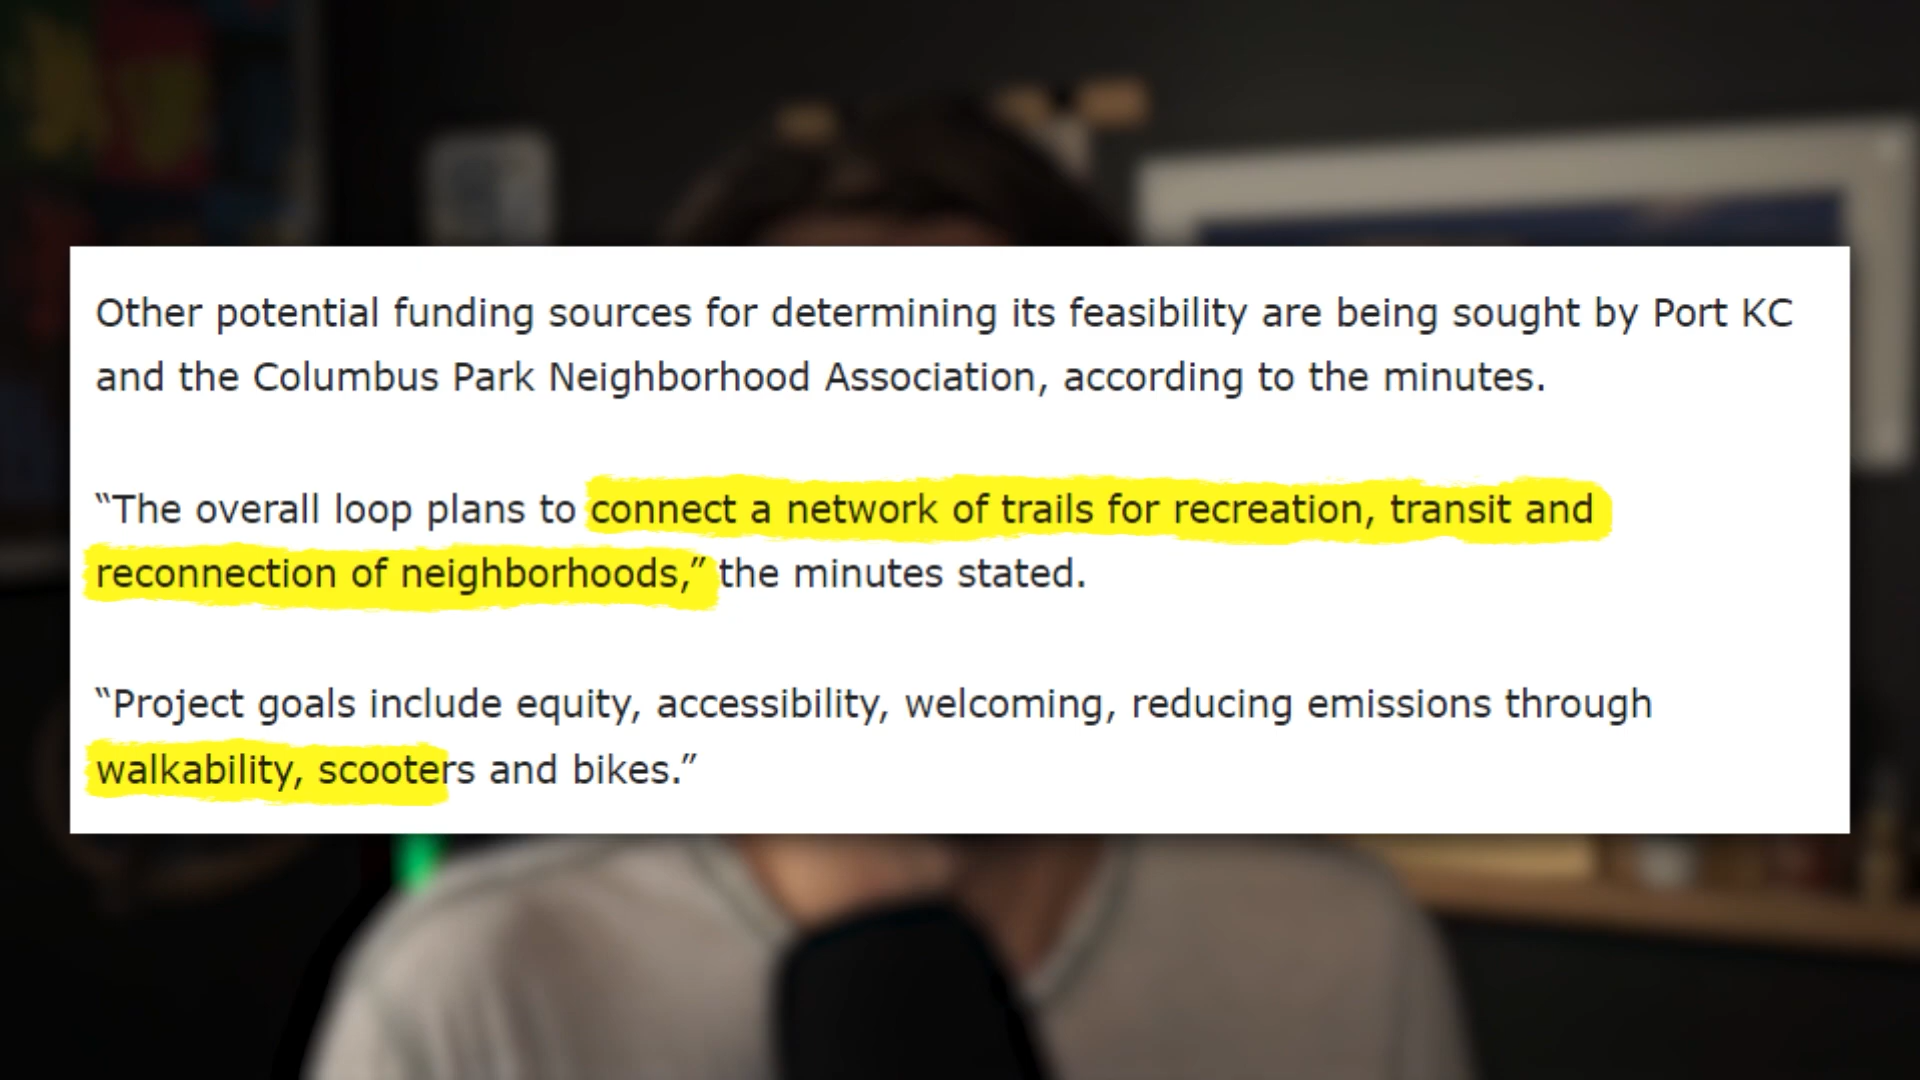 Other potential funding sources for determining its feasibility are being sought by Port KC
and the Columbus Park Neighborhood Association, according to the minutes.
“The overall loop plans to connect a network of trails for recreation, transit and
reconnection of neighborhoods,” the minutes stated.
“Project goals include equity, accessibility, welcoming, reducing emissions through
walkability, scooters and bikes.”